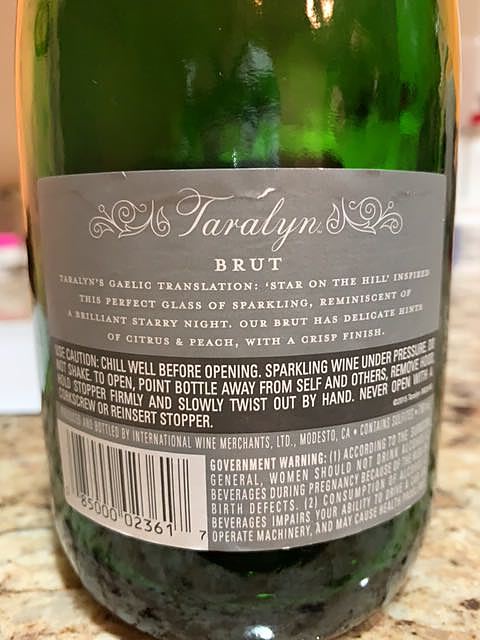 Taralyn
BRUT
TARALYN'S GAELIC TRANSLATION: 'STAR ON THE HILL' INSPIRED
THIS PERFECT GLASS OF SPARKLING, REMINISCENT OF
A BRILLIANT STARRY NIGHT. OUR BRUT HAS DELICATE HINTS
OF CITRUS & PEACH, WITH A CRISP FINISH.
USE CAUTION: CHILL WELL BEFORE OPENING. SPARKLING WINE UNDER PRESSURE. DO
NOT SHAKE. TO OPEN, POINT BOTTLE AWAY FROM SELF AND OTHERS, REMOVE HOOD,
HOLD STOPPER FIRMLY AND SLOWLY TWIST OUT BY HAND. NEVER OPEN WITH A
CORKSCREW OR REINSERT STOPPER. ©2015
AND BOTTLED BY INTERNATIONAL WINE MERCHANTS, LTD., MODESTO, CA • CONTAINS SULFITES
GOVERNMENT WARNING: (1) ACCORDING TO THE SURGEON
GENERAL, WOMEN SHOULD NOT DRINK
BEVERAGES DURING PREGNANCY BECAUSE OF THE
BIRTH DEFECTS. (2) CONSUMPTION OF
BEVERAGES IMPAIRS YOUR ABILITY TO DRIVE A CAR
OPERATE MACHINERY, AND MAY CAUSE HEALTH
85000 02361 7